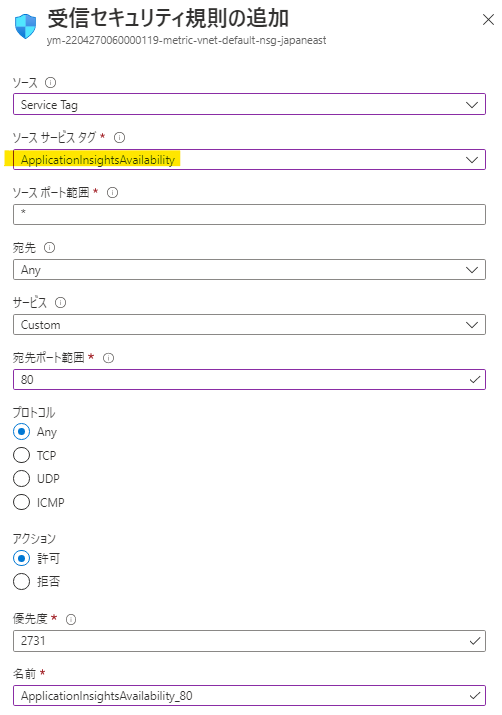 受信セキュリティ規則の追加
ym-2204270060000119-metric-vnet-default-nsg-japaneast
ソース
Service Tag
ソース サービス タグ *
ApplicationInsightsAvailability
ソース ポート範囲 *
*
宛先
Any
サービス
Custom
宛先ポート範囲 *
80
プロトコル
Any
TCP
UDP
ICMP
アクション
許可
拒否
優先度 *
2731
名前 *
ApplicationInsightsAvailability_80